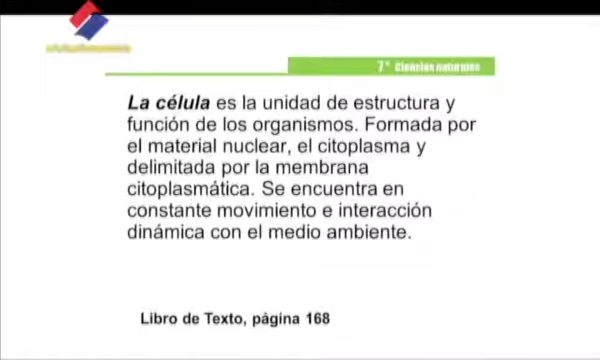 7° Ciencias naturales
La célula es la unidad de estructura y
función de los organismos. Formada por
el material nuclear, el citoplasma y
delimitada por la membrana
citoplasmática. Se encuentra en
constante movimiento e interacción
dinámica con el medio ambiente.
Libro de Texto, página 168